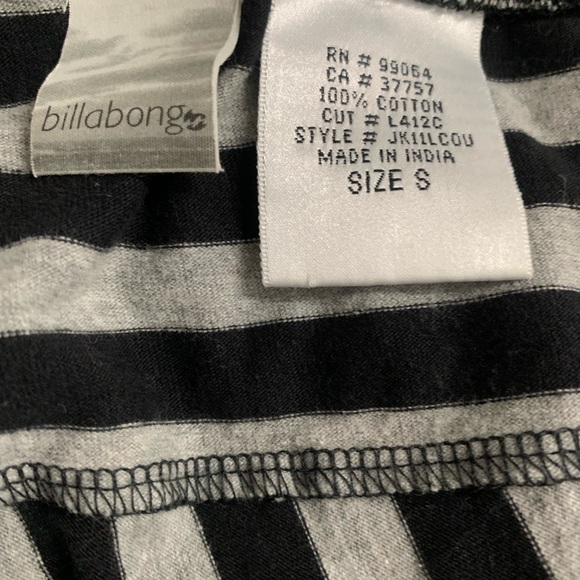 billabong
RN # 99064
CA # 37757
100% COTTON
CUT # L412C
STYLE # JK11LCOU
MADE IN INDIA
SIZE S